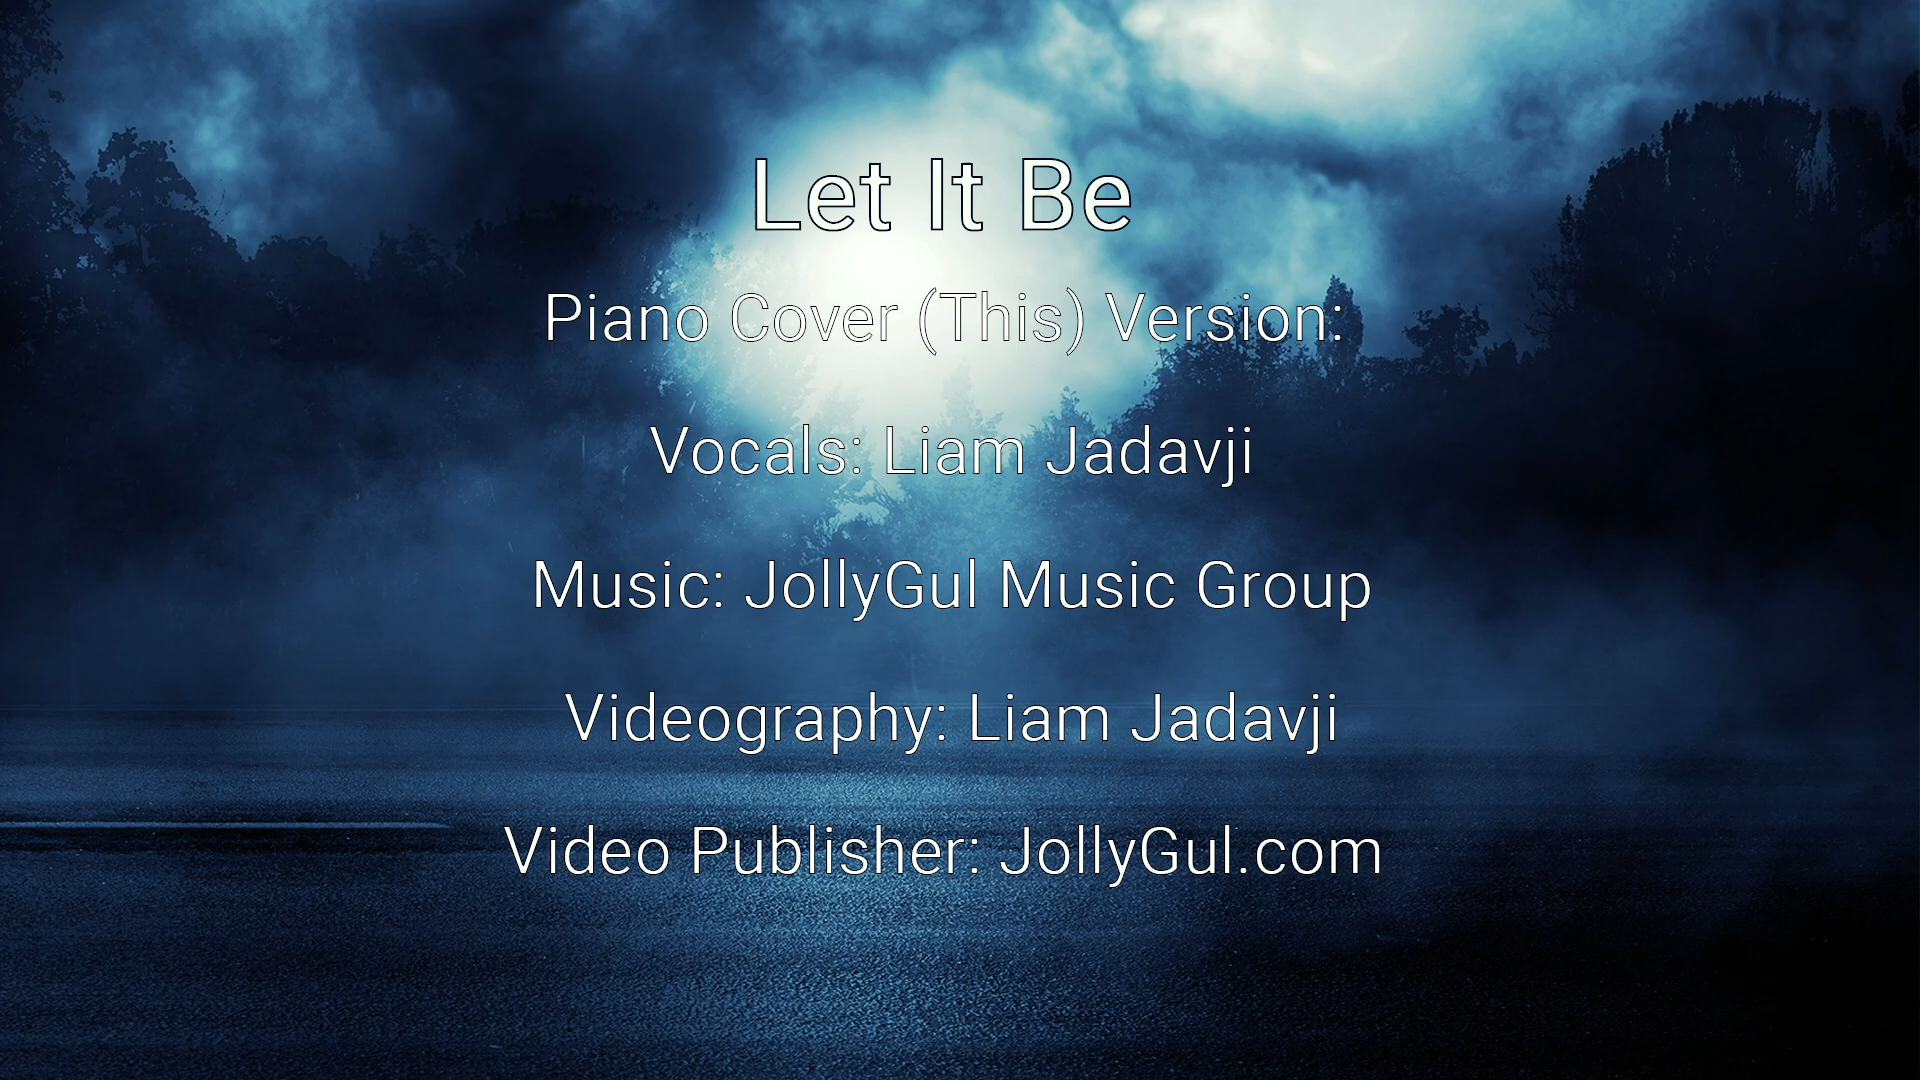 Let It Be
Piano Cover (This) Version:
Vocals: Liam Jadavji
Music: JollyGul Music Group
Videography: Liam Jadavji
Video Publisher: JollyGul.com